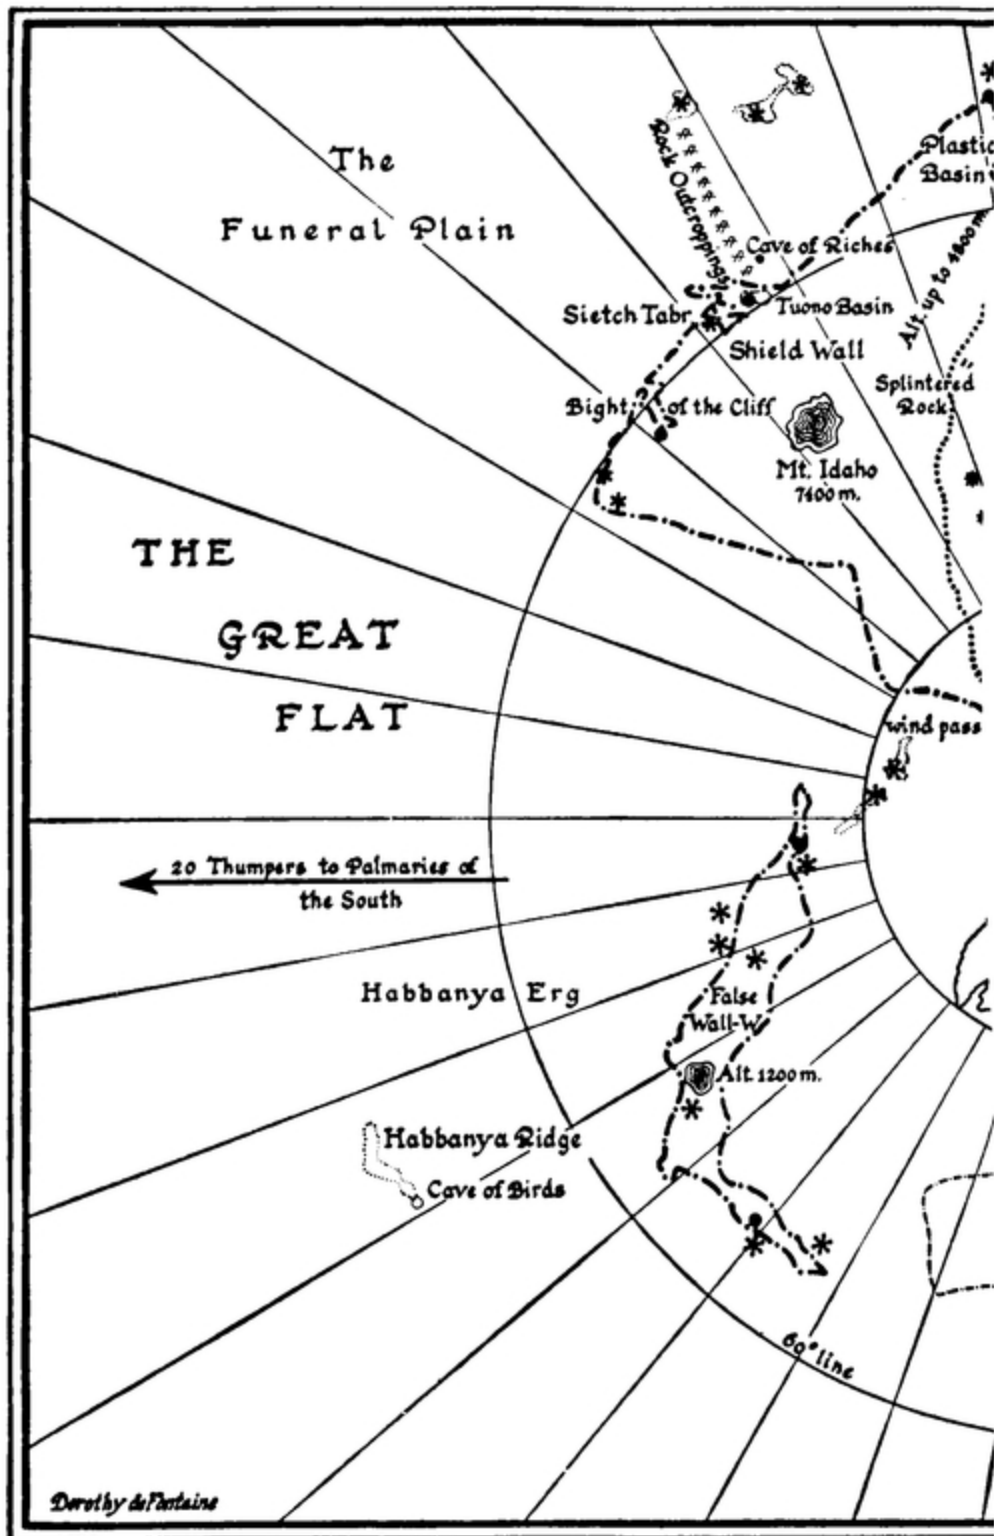 The
Funeral Plain
Rock Outcroppings
Plastic
Basin
Cave of Riches
Alt. up to 4800 m.
Sietch Tabr
Tuono Basin
Shield Wall
Splintered
Rock
Bight of the Cliff
Mt. Idaho
7400 m.
THE
GREAT
FLAT
wind pass
20 Thumpers to Palmaries of
the South
Habbanya Erg
False
Wall-W
Alt. 1200 m.
Habbanya Ridge
Cave of Birds
60° line
Dorothy de Fontaine